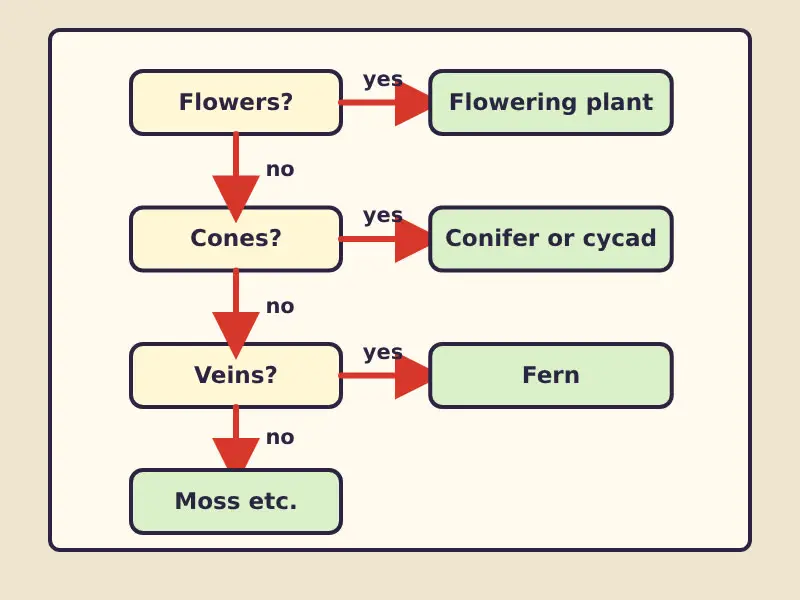 Flowers?
yes
Flowering plant
no
Cones?
yes
Conifer or cycad
no
Veins?
yes
Fern
no
Moss etc.